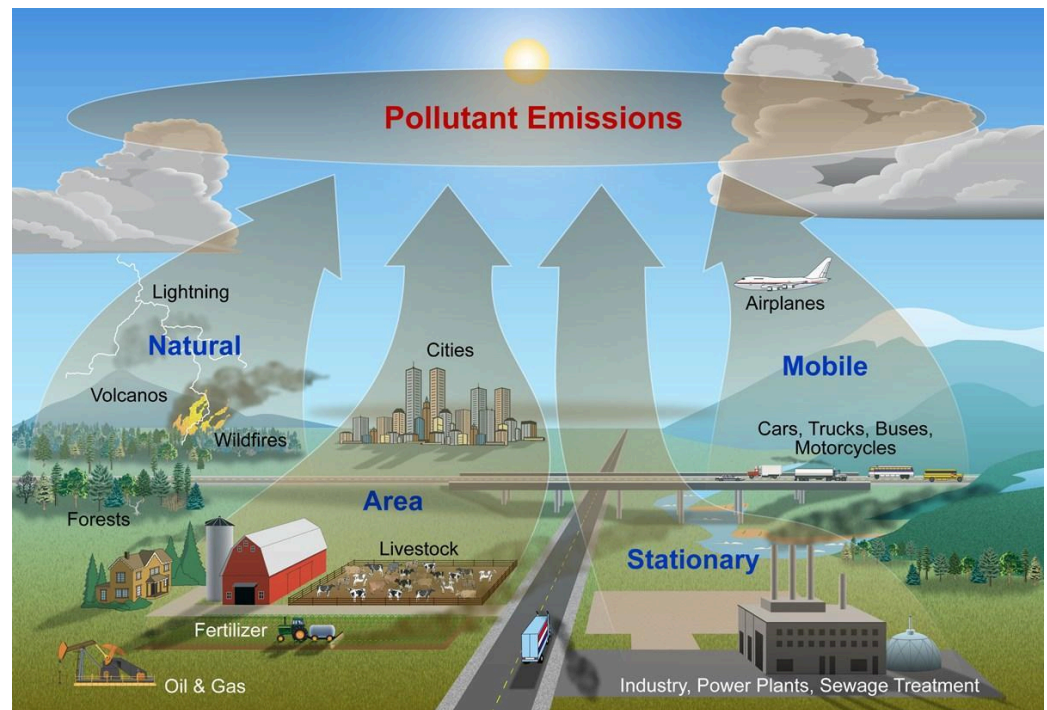 Pollutant Emissions
Lightning
Natural
Volcanos
Wildfires
Forests
Cities
Area
Livestock
Fertilizer
Oil & Gas
Airplanes
Mobile
Cars, Trucks, Buses,
Motorcycles
Stationary
Industry, Power Plants, Sewage Treatment